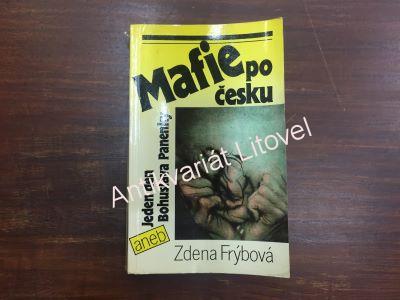 Mafie po
česku
aneb
Jeden den
Bohuslava Panenky
Zdena Frýbová
Antikvariát Litovel